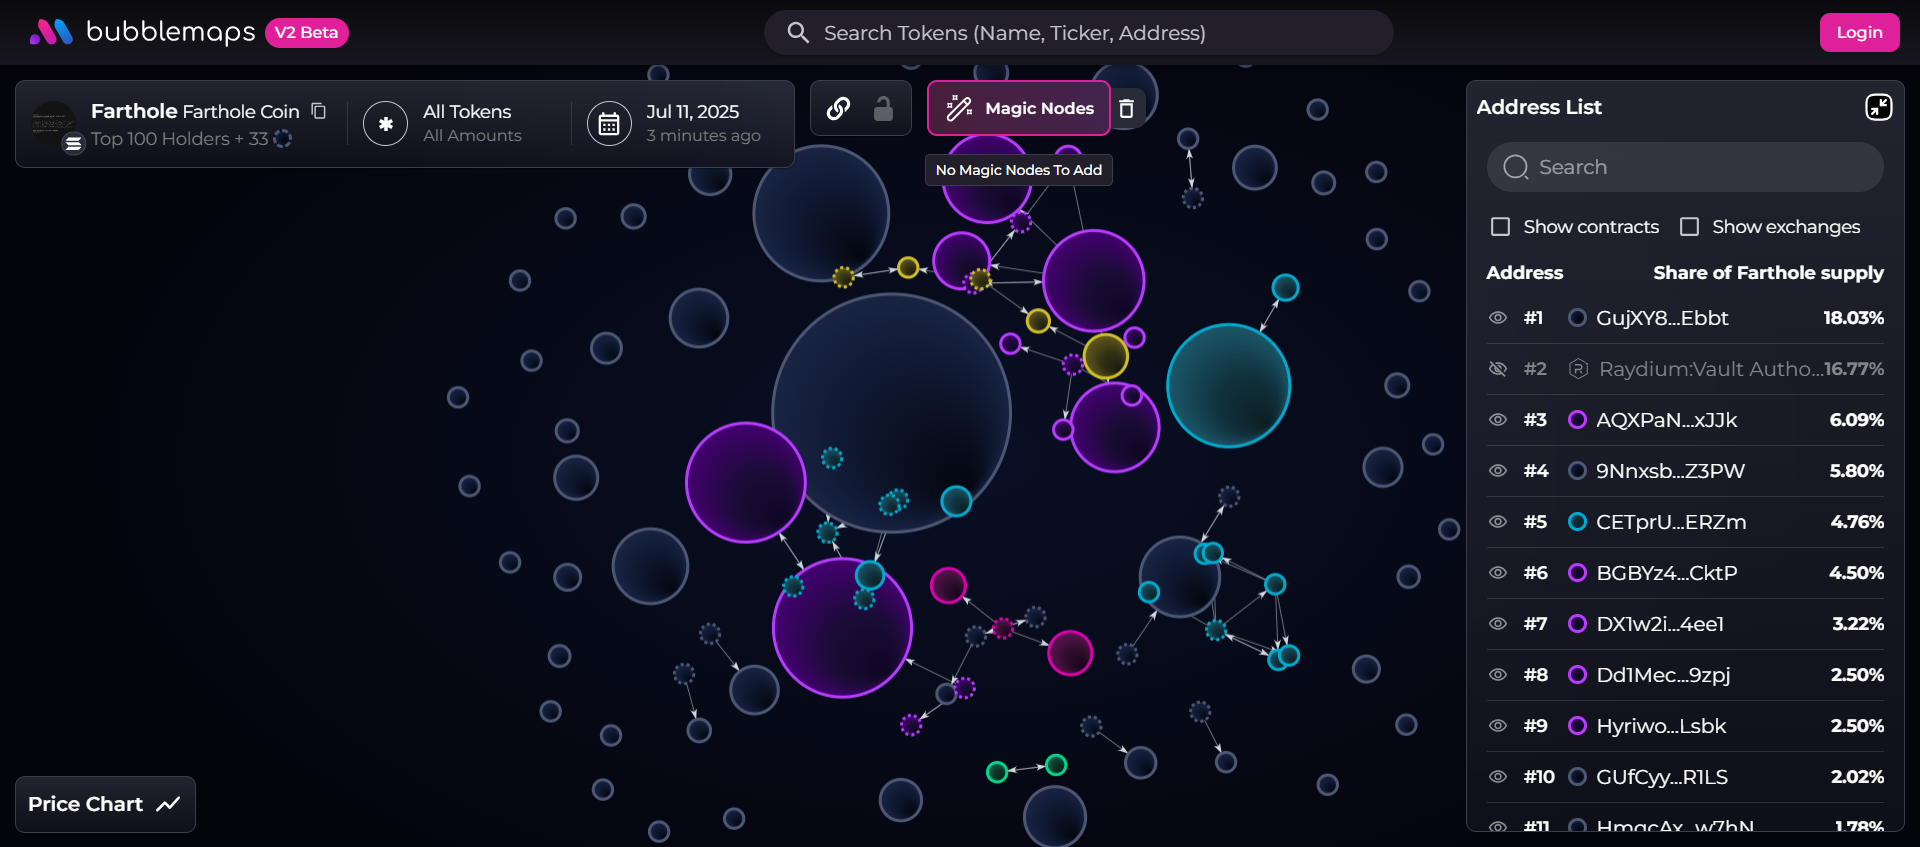 bubblemaps V2 Beta
Search Tokens (Name, Ticker, Address)
Login
Farthole Farthole Coin
Top 100 Holders + 33
All Tokens
All Amounts
Jul 11, 2025
3 minutes ago
Magic Nodes
No Magic Nodes To Add
Address List
Search
Show contracts Show exchanges
Address Share of Farthole supply
#1 GujXY8...Ebbt 18.03%
#2 Raydium:Vault Autho... 16.77%
#3 AQXPaN...xJJk 6.09%
#4 9Nnxsb...Z3PW 5.80%
#5 CETprU...ERZm 4.76%
#6 BGBYz4...CktP 4.50%
#7 DX1w2i...4ee1 3.22%
#8 Dd1Mec...9zpj 2.50%
#9 Hyriwo...Lsbk 2.50%
#10 GUfCyy...R1LS 2.02%
#11 HmqcAx...w7hN 1.78%
Price Chart